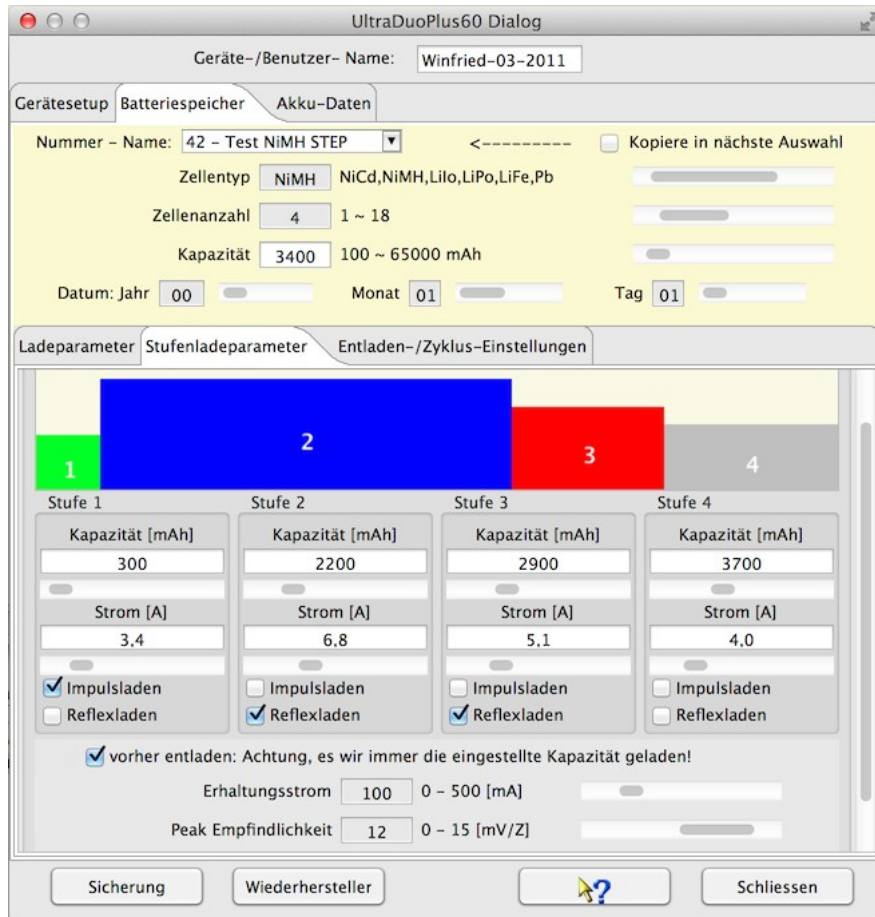 UltraDuoPlus60 Dialog
Geräte-/Benutzer- Name: Winfried-03-2011
Gerätesetup Batteriespeicher Akku-Daten
Nummer - Name: 42 - Test NiMH STEP <--------- Kopiere in nächste Auswahl
Zellentyp NiMH NiCd,NiMH,LiIo,LiPo,LiFe,Pb
Zellenanzahl 4 1 ~ 18
Kapazität 3400 100 ~ 65000 mAh
Datum: Jahr 00 Monat 01 Tag 01
Ladeparameter Stufenladeparameter Entladen-/Zyklus-Einstellungen
1 2 3 4
Stufe 1 Stufe 2 Stufe 3 Stufe 4
Kapazität [mAh] Kapazität [mAh] Kapazität [mAh] Kapazität [mAh]
300 2200 2900 3700
Strom [A] Strom [A] Strom [A] Strom [A]
3,4 6,8 5,1 4,0
Impulsladen Impulsladen Impulsladen Impulsladen
Reflexladen Reflexladen Reflexladen Reflexladen
vorher entladen: Achtung, es wir immer die eingestellte Kapazität geladen!
Erhaltungsstrom 100 0 - 500 [mA]
Peak Empfindlichkeit 12 0 - 15 [mV/Z]
Sicherung Wiederhersteller ? Schliessen